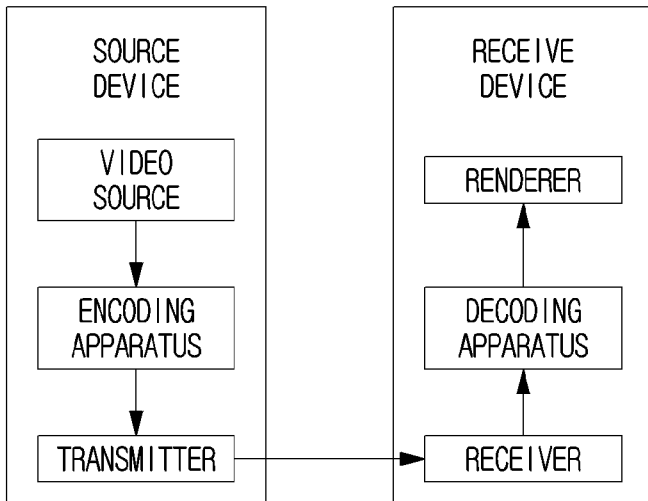 SOURCE
DEVICE
VIDEO
SOURCE
ENCODING
APPARATUS
TRANSMITTER
RECEIVE
DEVICE
RENDERER
DECODING
APPARATUS
RECEIVER